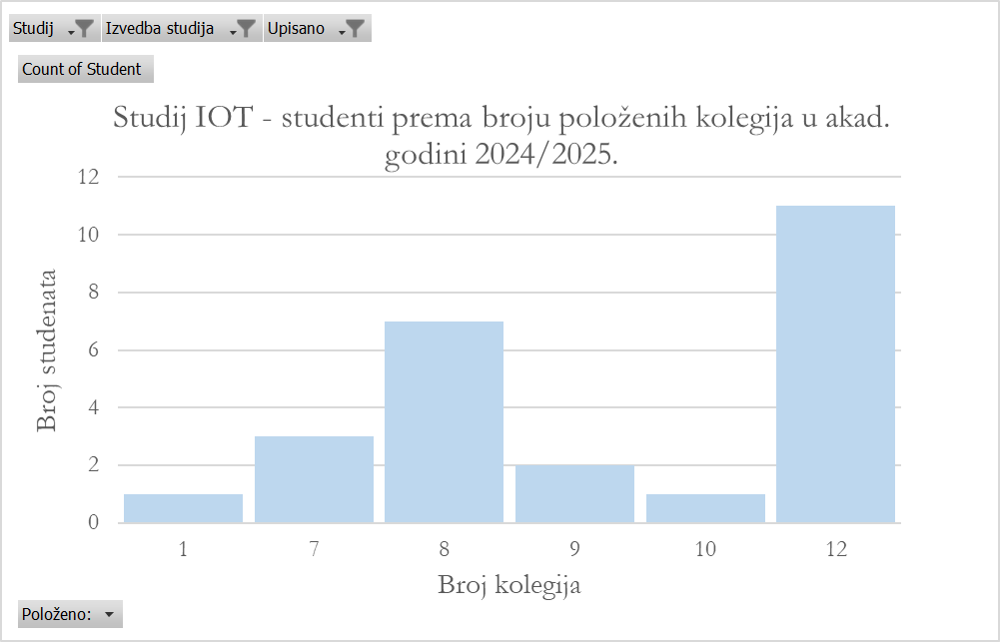 Studij Izvedba studija Upisano
Count of Student
Studij IOT - studenti prema broju položenih kolegija u akad.
godini 2024/2025.
12
10
8
6
4
2
0
Broj studenata
1 7 8 9 10 12
Broj kolegija
Položeno: